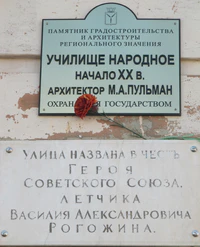 ПАМЯТНИК ГРАДОСТРОИТЕЛЬСТВА
И АРХИТЕКТУРЫ
РЕГИОНАЛЬНОГО ЗНАЧЕНИЯ
УЧИЛИЩЕ НАРОДНОЕ
НАЧАЛО XX В.
АРХИТЕКТОР М.А.ПУЛЬМАН
ГОСУДАРСТВОМ
УЛИЦА НАЗВАНА В ЧЕСТЬ
ГЕРОЯ
СОВЕТСКОГО СОЮЗА,
ЛЕТЧИКА
ВАСИЛИЯ АЛЕКСАНДРОВИЧА
РОГОЖИНА.